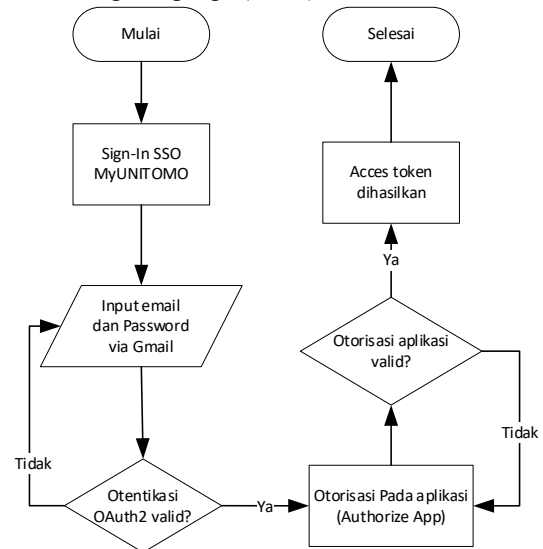 Mulai
Sign-In SSO
MyUNITOMO
Input email
dan Password
via Gmail
Tidak
Otentikasi
OAuth2 valid?
Ya
Otorisasi Pada aplikasi
(Authorize App)
Otorisasi aplikasi
valid?
Tidak
Ya
Acces token
dihasilkan
Selesai